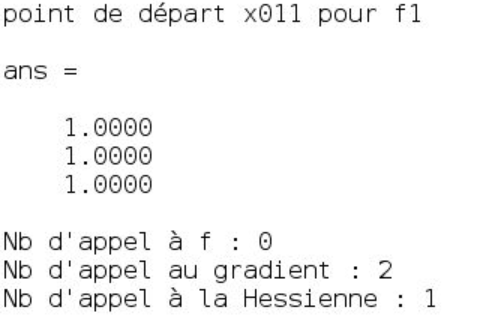 point de départ x011 pour f1
ans =
1.0000
1.0000
1.0000
Nb d'appel à f : 0
Nb d'appel au gradient : 2
Nb d'appel à la Hessienne : 1